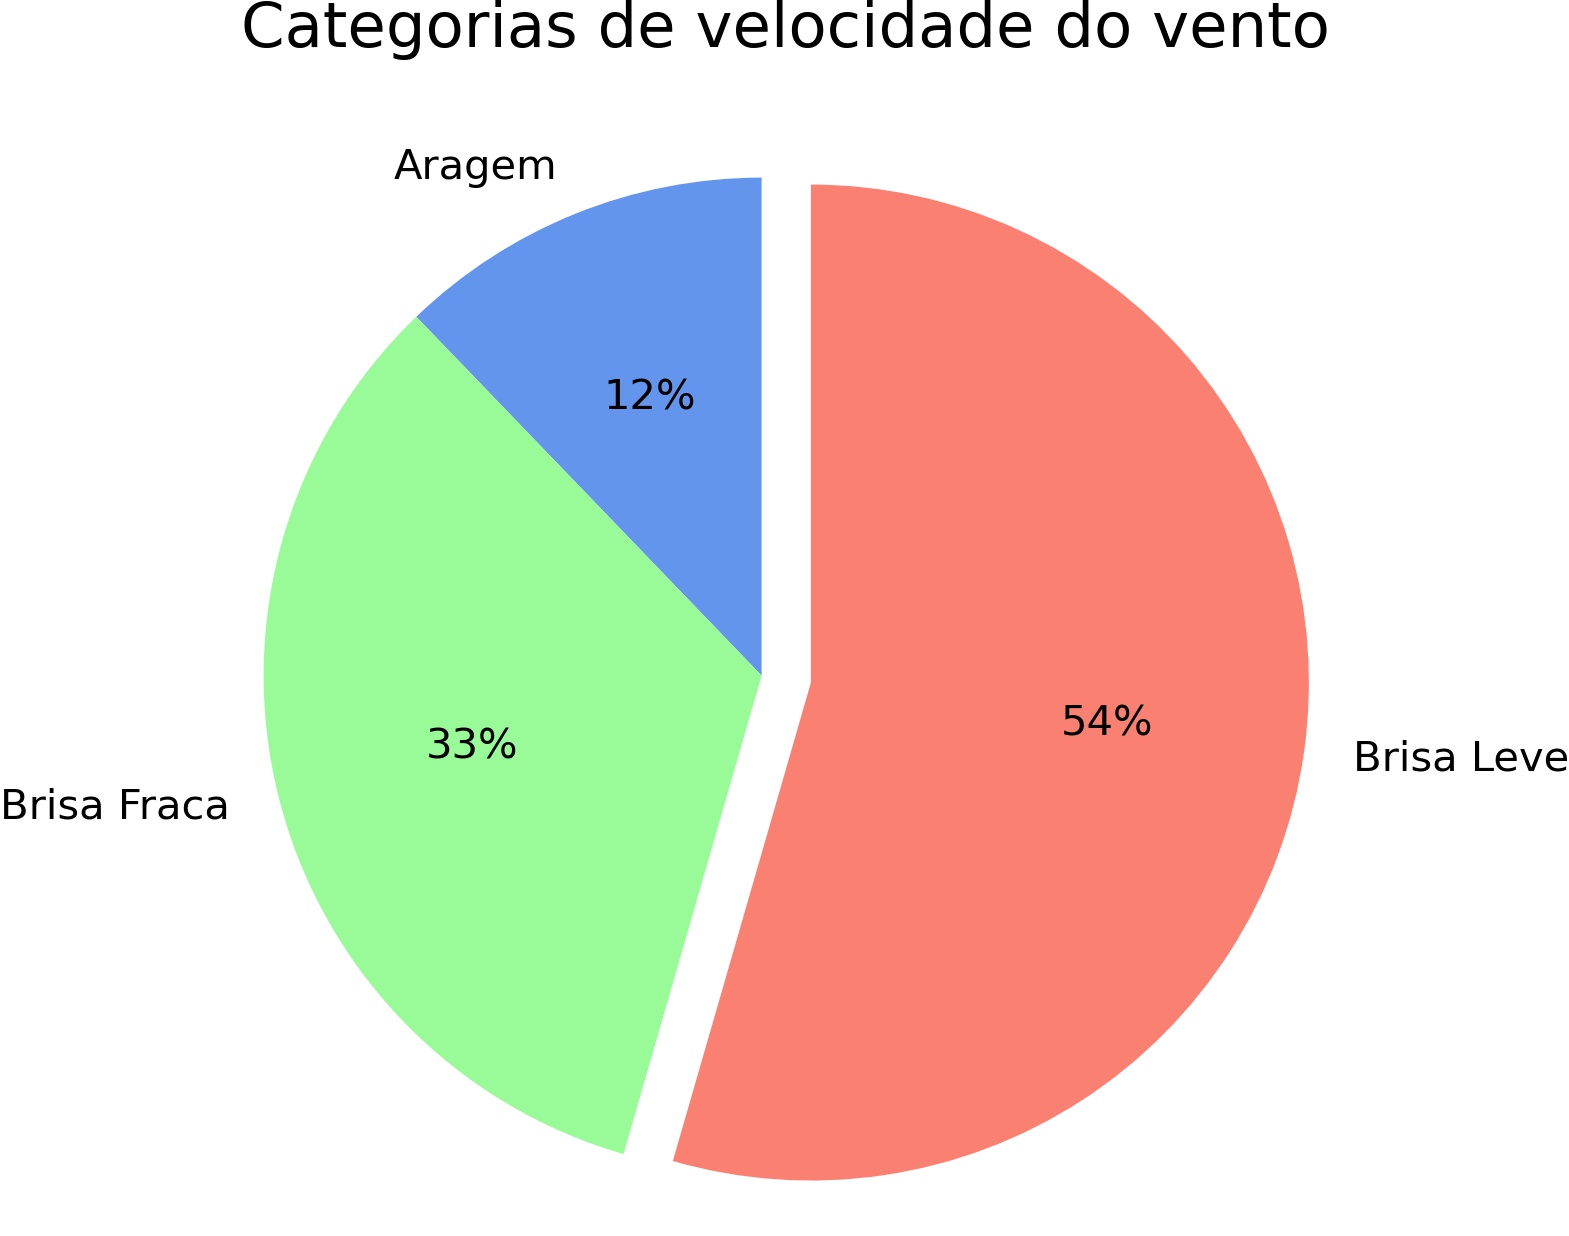 Categorias de velocidade do vento
Aragem
12%
33%
54%
Brisa Leve
Brisa Fraca